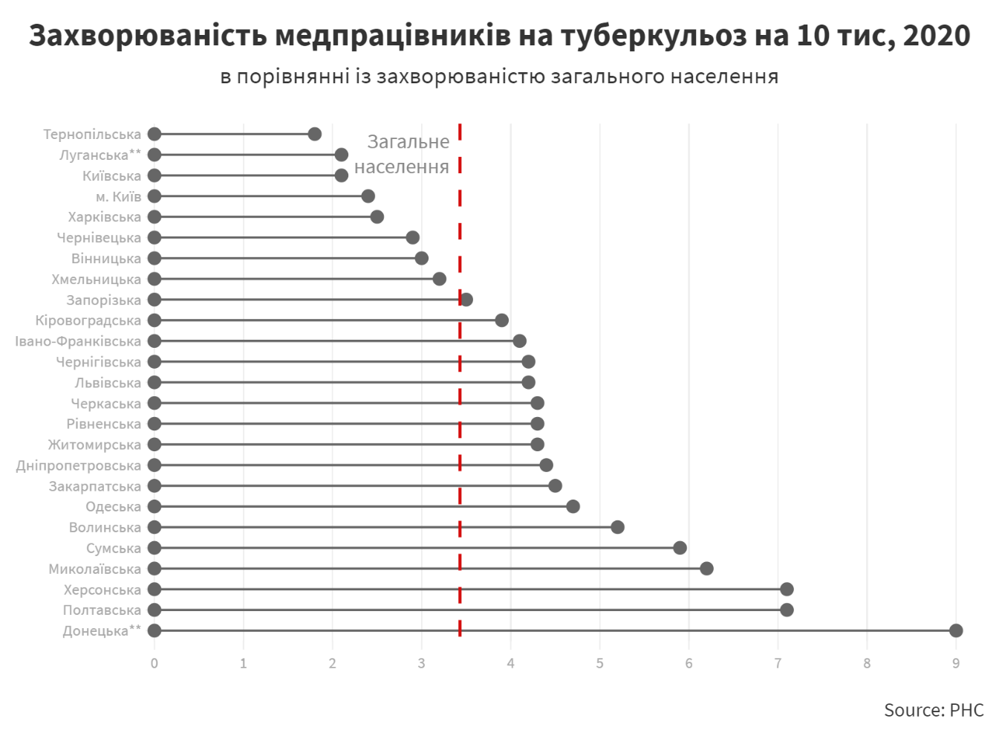 Захворюваність медпрацівників на туберкульоз на 10 тис, 2020
в порівнянні із захворюваністю загального населення
Загальне
населення
Тернопільська
Луганська**
Київська
м. Київ
Харківська
Чернівецька
Вінницька
Хмельницька
Запорізька
Кіровоградська
Івано-Франківська
Чернігівська
Львівська
Черкаська
Рівненська
Житомирська
Дніпропетровська
Закарпатська
Одеська
Волинська
Сумська
Миколаївська
Херсонська
Полтавська
Донецька**
0 1 2 3 4 5 6 7 8 9
Source: PHC